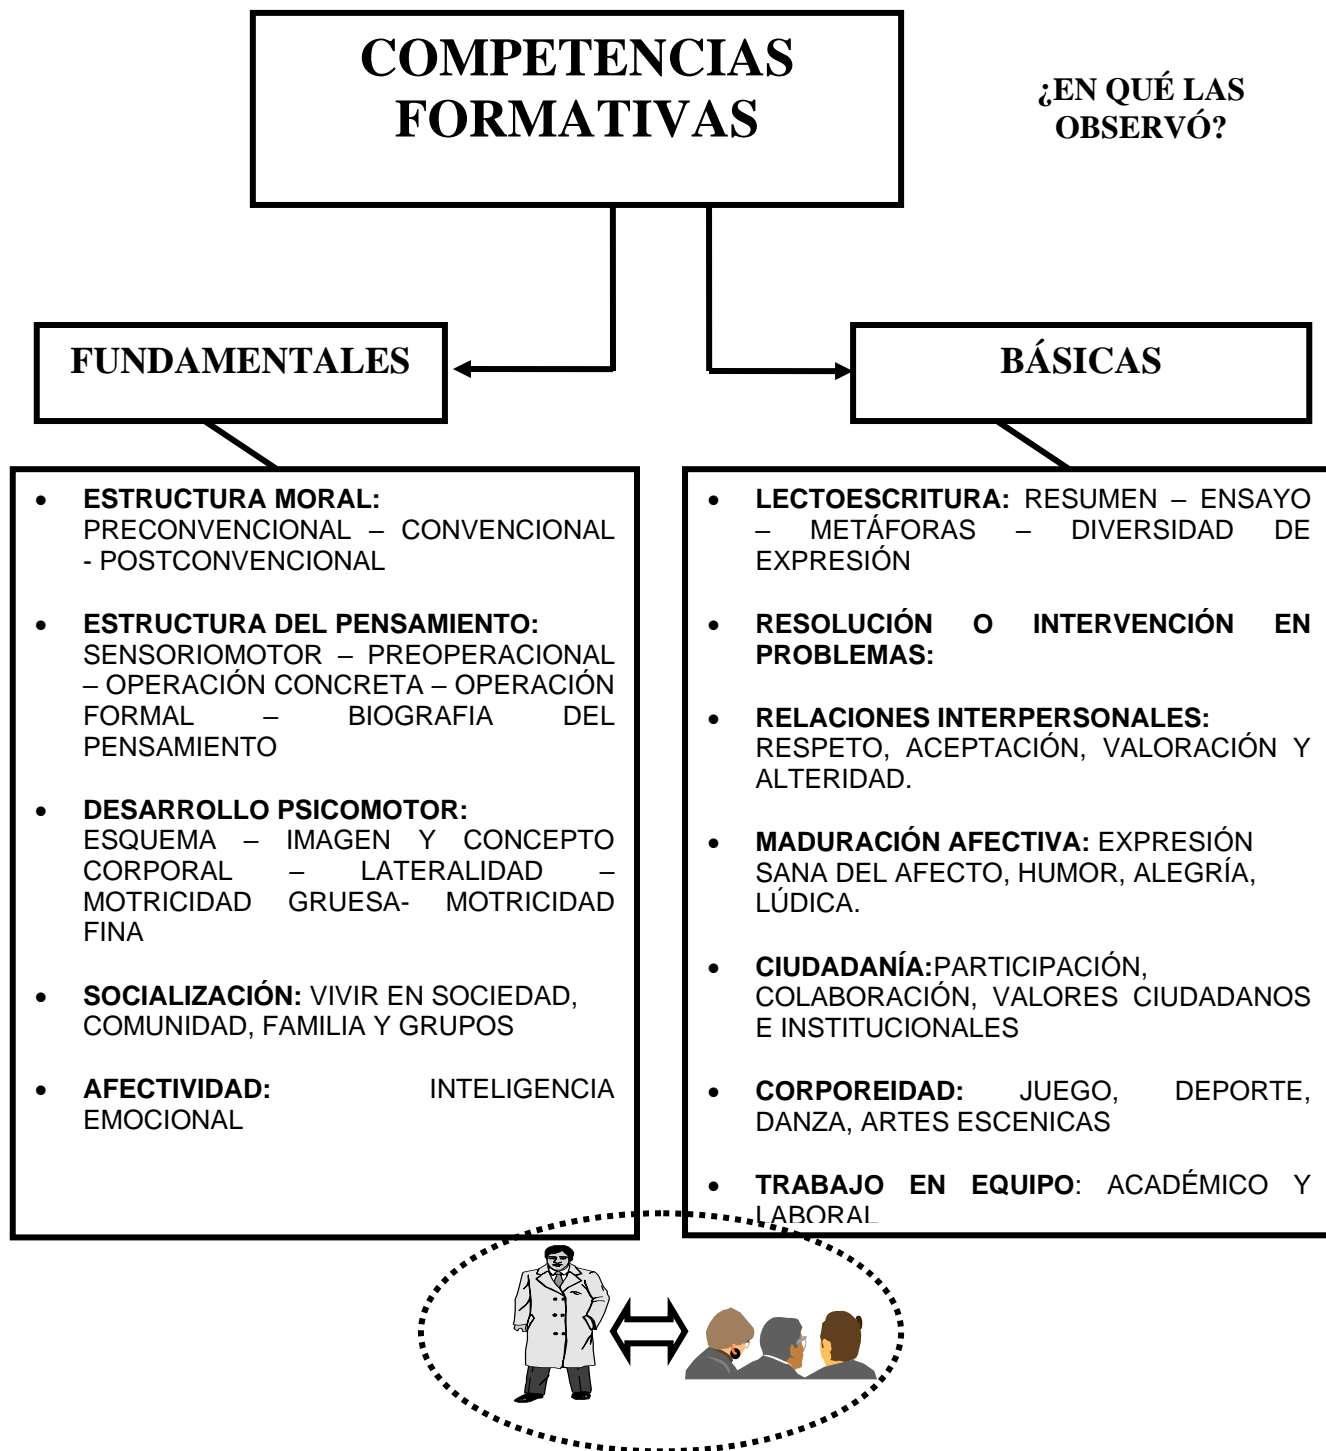 COMPETENCIAS
FORMATIVAS
¿EN QUÉ LAS
OBSERVÓ?
FUNDAMENTALES
BÁSICAS
• ESTRUCTURA MORAL:
PRECONVENCIONAL – CONVENCIONAL
- POSTCONVENCIONAL
• ESTRUCTURA DEL PENSAMIENTO:
SENSORIOMOTOR – PREOPERACIONAL
– OPERACIÓN CONCRETA – OPERACIÓN
FORMAL – BIOGRAFIA DEL
PENSAMIENTO
• DESARROLLO PSICOMOTOR:
ESQUEMA – IMAGEN Y CONCEPTO
CORPORAL – LATERALIDAD –
MOTRICIDAD GRUESA- MOTRICIDAD
FINA
• SOCIALIZACIÓN: VIVIR EN SOCIEDAD,
COMUNIDAD, FAMILIA Y GRUPOS
• AFECTIVIDAD: INTELIGENCIA
EMOCIONAL
• LECTOESCRITURA: RESUMEN – ENSAYO
– METÁFORAS – DIVERSIDAD DE
EXPRESIÓN
• RESOLUCIÓN O INTERVENCIÓN EN
PROBLEMAS:
• RELACIONES INTERPERSONALES:
RESPETO, ACEPTACIÓN, VALORACIÓN Y
ALTERIDAD.
• MADURACIÓN AFECTIVA: EXPRESIÓN
SANA DEL AFECTO, HUMOR, ALEGRÍA,
LÚDICA.
• CIUDADANÍA:PARTICIPACIÓN,
COLABORACIÓN, VALORES CIUDADANOS
E INSTITUCIONALES
• CORPOREIDAD: JUEGO, DEPORTE,
DANZA, ARTES ESCENICAS
• TRABAJO EN EQUIPO: ACADÉMICO Y
LABORAL